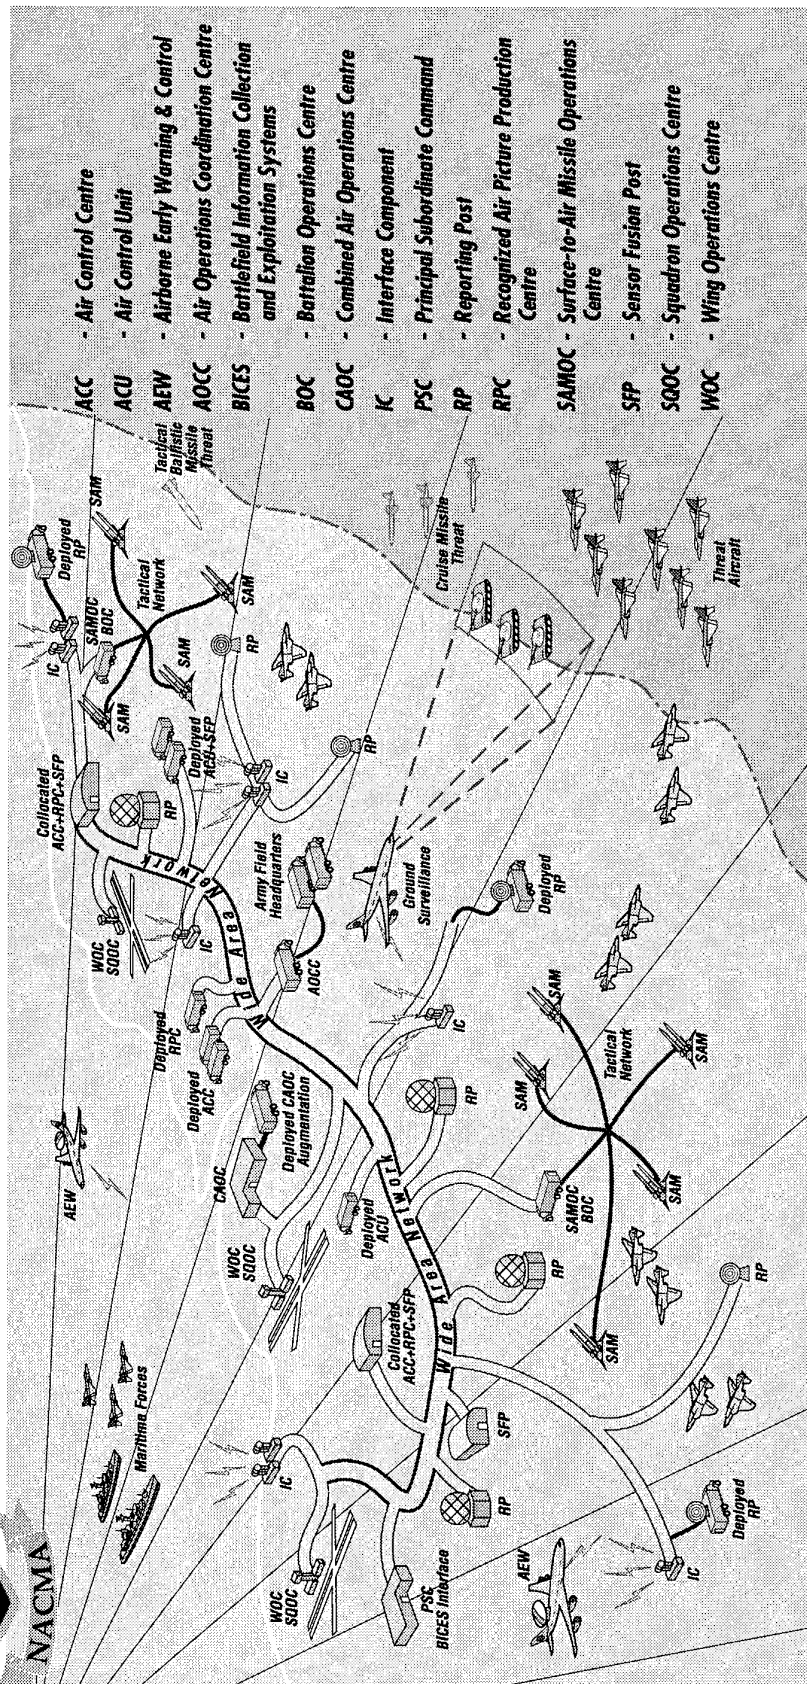 NACMA
Maritime Forces
AEW
WOC
SQOC
IC
PSC
BICES Interface
RP
SFP
Collocated
ACC+RPC+SFP
WOC
SQOC
CAOC
Deployed CAOC
Augmentation
Deployed
ACU
RP
Wide Area Network
Deployed
ACC
Deployed
RPC
AOCC
Army Field
Headquarters
Wide Area Network
IC
WOC
SQOC
Collocated
ACC+RPC+SFP
RP
Deployed
ACU+SFP
IC
IC
SAMOC
BOC
Deployed
RP
SAM
SAM
SAM
SAM
Tactical
Network
RP
RP
Tactical
Ballistic
Missile
Threat
Cruise Missile
Threat
Ground
Surveillance
Deployed
RP
IC
RP
SAMOC
BOC
SAM
SAM
SAM
SAM
SAM
Tactical
Network
RP
AEW
IC
Deployed
RP
Threat
Aircraft
ACC - Air Control Centre
ACU - Air Control Unit
AEW - Airborne Early Warning & Control
AOCC - Air Operations Coordination Centre
BICES - Battlefield Information Collection
and Exploitation Systems
BOC - Battalion Operations Centre
CAOC - Combined Air Operations Centre
IC - Interface Component
PSC - Principal Subordinate Command
RP - Reporting Post
RPC - Recognized Air Picture Production
Centre
SAMOC - Surface-to-Air Missile Operations
Centre
SFP - Sensor Fusion Post
SQOC - Squadron Operations Centre
WOC - Wing Operations Centre